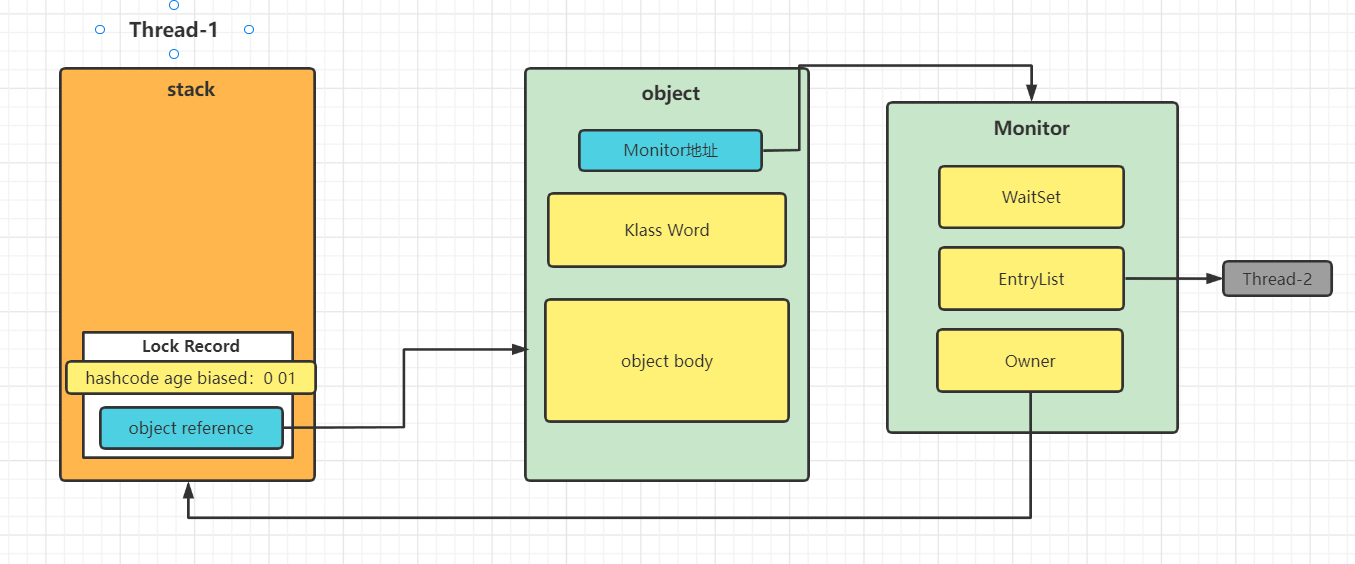 Thread-1
stack
Lock Record
hashcode age biased：0 01
object reference
object
Monitor地址
Klass Word
object body
Monitor
WaitSet
EntryList
Owner
Thread-2